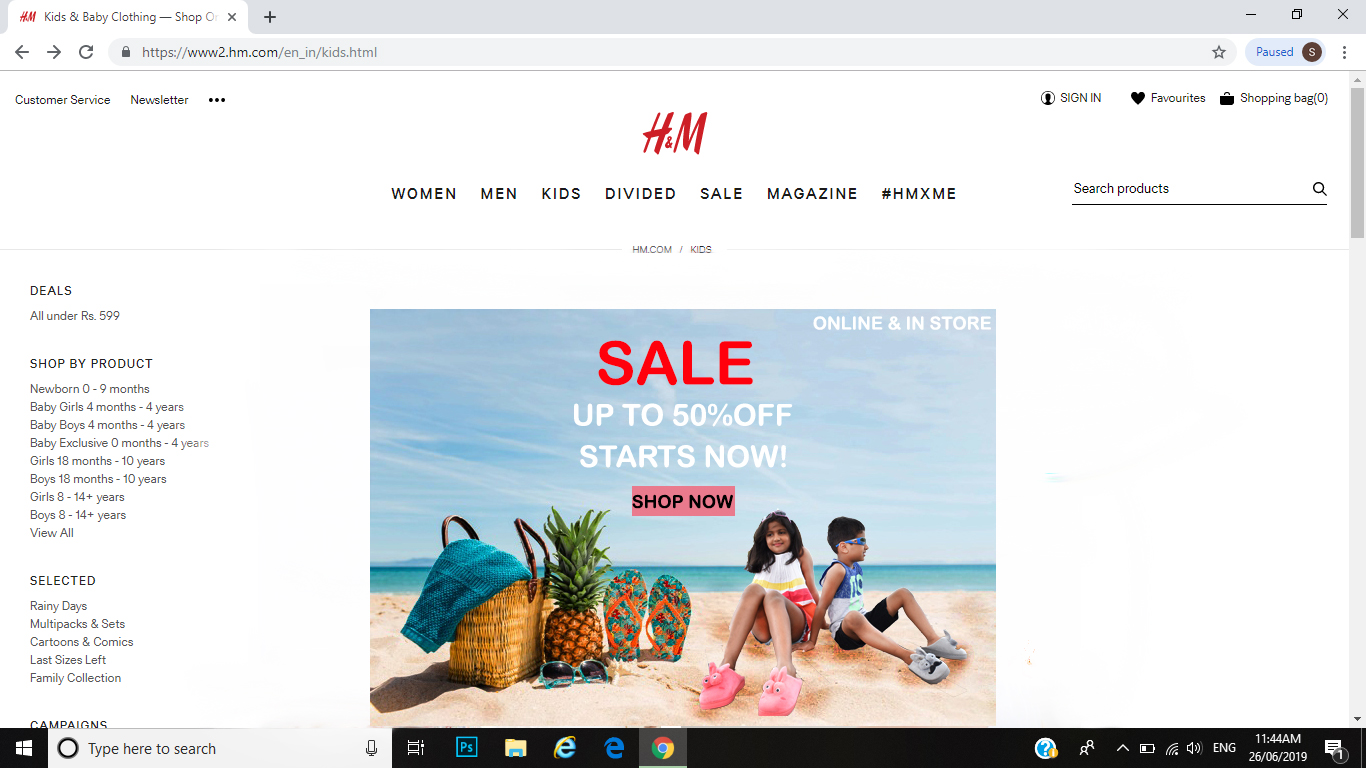 H&M Kids & Baby Clothing — Shop On
https://www2.hm.com/en_in/kids.html
Paused S
Customer Service Newsletter •••
SIGN IN Favourites Shopping bag(0)
H&M
WOMEN MEN KIDS DIVIDED SALE MAGAZINE #HMXME
Search products
HM.COM / KIDS
DEALS
All under Rs. 599
SHOP BY PRODUCT
Newborn 0 - 9 months
Baby Girls 4 months - 4 years
Baby Boys 4 months - 4 years
Baby Exclusive 0 months - 4 years
Girls 18 months - 10 years
Boys 18 months - 10 years
Girls 8 - 14+ years
Boys 8 - 14+ years
View All
SELECTED
Rainy Days
Multipacks & Sets
Cartoons & Comics
Last Sizes Left
Family Collection
CAMPAIGNS
ONLINE & IN STORE
SALE
UP TO 50%OFF
STARTS NOW!
SHOP NOW
Type here to search
Ps
ENG
11:44AM
26/06/2019
1